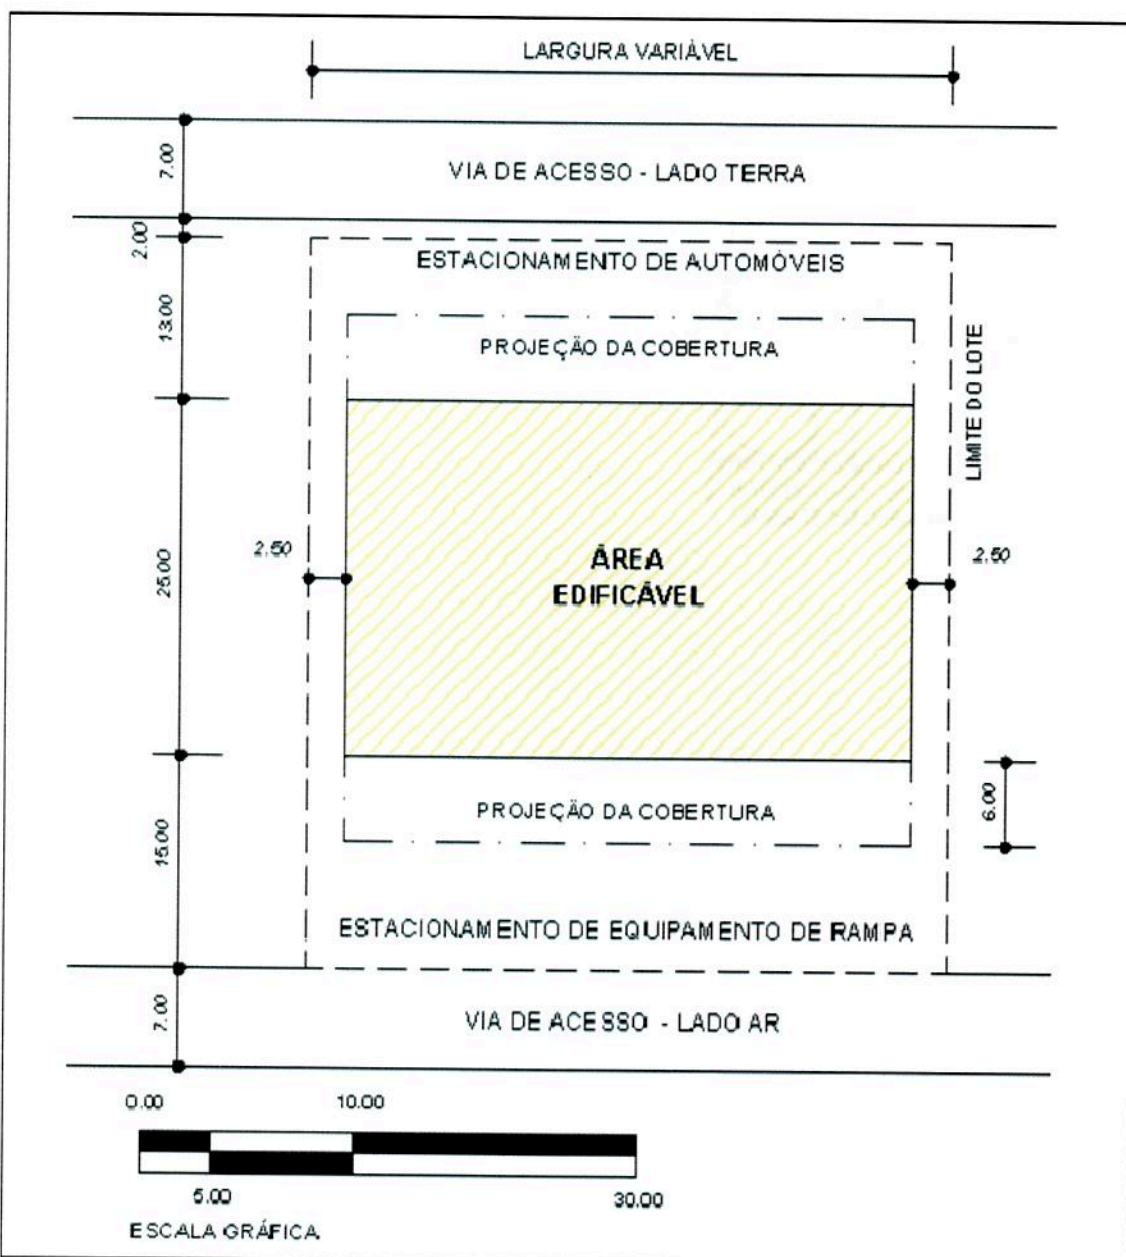 LARGURA VARIÁVEL
7.00
VIA DE ACESSO - LADO TERRA
2.00
ESTACIONAMENTO DE AUTOMÓVEIS
13.00
PROJEÇÃO DA COBERTURA
LIMITE DO LOTE
2.50
2.50
ÁREA
EDIFICÁVEL
25.00
6.00
PROJEÇÃO DA COBERTURA
15.00
ESTACIONAMENTO DE EQUIPAMENTO DE RAMPA
7.00
VIA DE ACESSO - LADO AR
0.00 10.00
5.00 30.00
ESCALA GRÁFICA